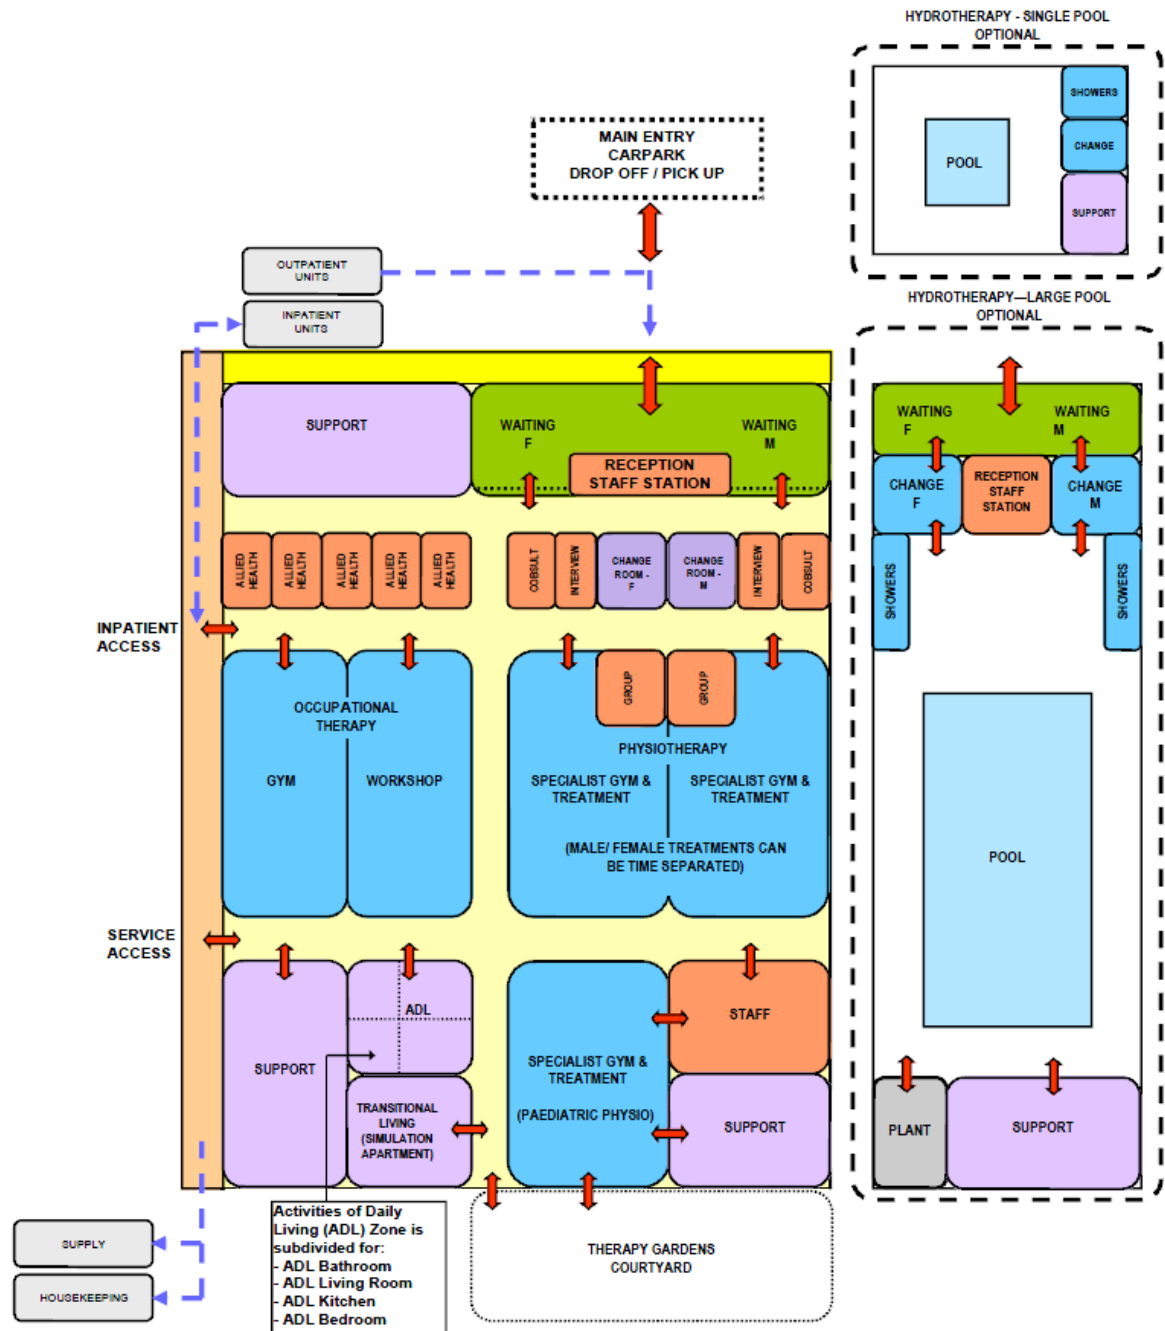 HYDROTHERAPY - SINGLE POOL
OPTIONAL
SHOWERS
CHANGE
POOL
SUPPORT
MAIN ENTRY
CARPARK
DROP OFF / PICK UP
OUTPATIENT
UNITS
INPATIENT
UNITS
HYDROTHERAPY—LARGE POOL
OPTIONAL
SUPPORT
WAITING
F
WAITING
M
RECEPTION
STAFF STATION
WAITING
F
WAITING
M
CHANGE
F
RECEPTION
STAFF
STATION
CHANGE
M
SHOWERS
SHOWERS
ALLIED
HEALTH
ALLIED
HEALTH
ALLIED
HEALTH
ALLIED
HEALTH
ALLIED
HEALTH
COBSULT
INTERVIEW
CHANGE
ROOM -
F
CHANGE
ROOM -
M
INTERVIEW
COBSULT
INPATIENT
ACCESS
OCCUPATIONAL
THERAPY
GYM
WORKSHOP
GROUP
GROUP
PHYSIOTHERAPY
SPECIALIST GYM &
TREATMENT
SPECIALIST GYM &
TREATMENT
(MALE/ FEMALE TREATMENTS CAN
BE TIME SEPARATED)
POOL
SERVICE
ACCESS
SUPPORT
ADL
TRANSITIONAL
LIVING
(SIMULATION
APARTMENT)
SPECIALIST GYM &
TREATMENT
(PAEDIATRIC PHYSIO)
STAFF
SUPPORT
PLANT
SUPPORT
SUPPLY
HOUSEKEEPING
Activities of Daily
Living (ADL) Zone is
subdivided for:
- ADL Bathroom
- ADL Living Room
- ADL Kitchen
- ADL Bedroom
THERAPY GARDENS
COURTYARD